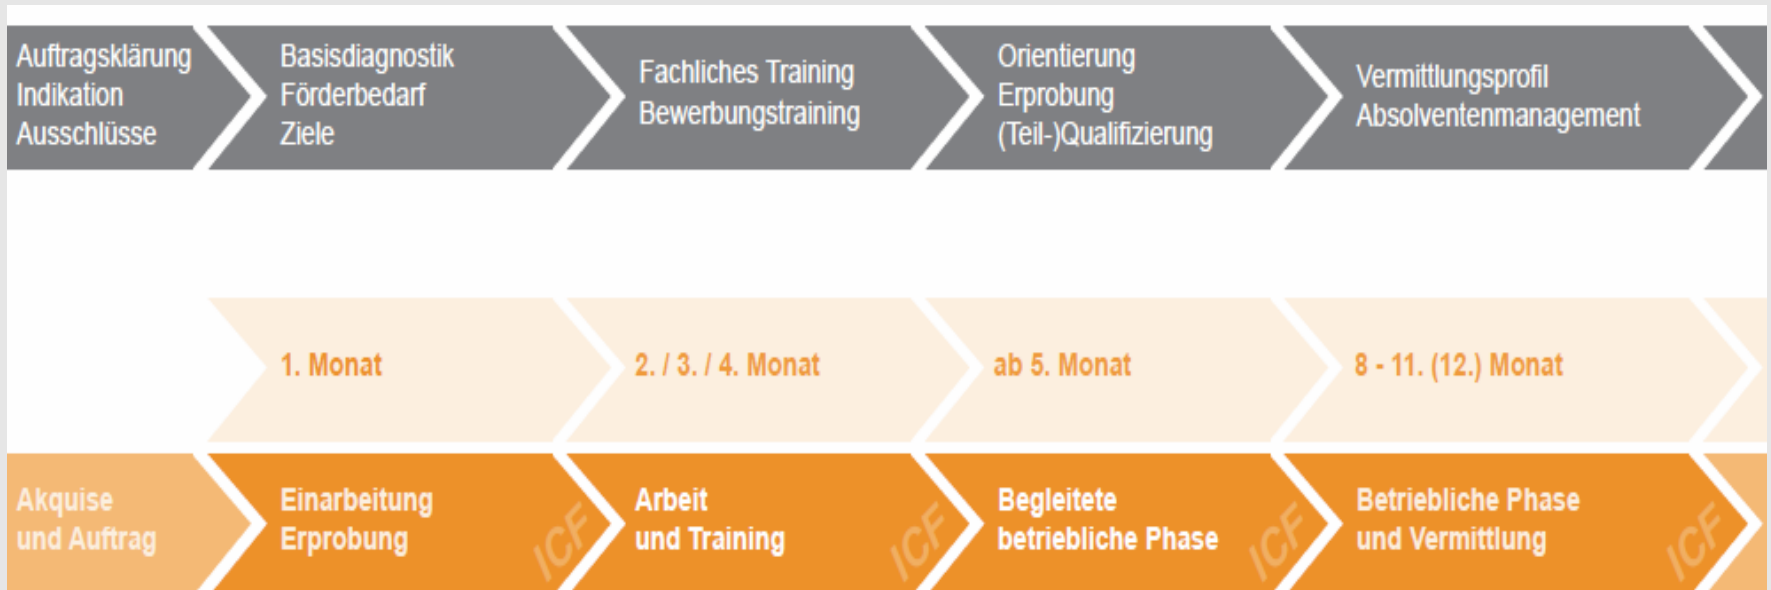 Auftragsklärung
Indikation
Ausschlüsse
Basisdiagnostik
Förderbedarf
Ziele
Fachliches Training
Bewerbungstraining
Orientierung
Erprobung
(Teil-)Qualifizierung
Vermittlungsprofil
Absolventenmanagement
1. Monat
2. / 3. / 4. Monat
ab 5. Monat
8 - 11. (12.) Monat
Akquise
und Auftrag
Einarbeitung
Erprobung
ICF
Arbeit
und Training
ICF
Begleitete
betriebliche Phase
ICF
Betriebliche Phase
und Vermittlung
ICF